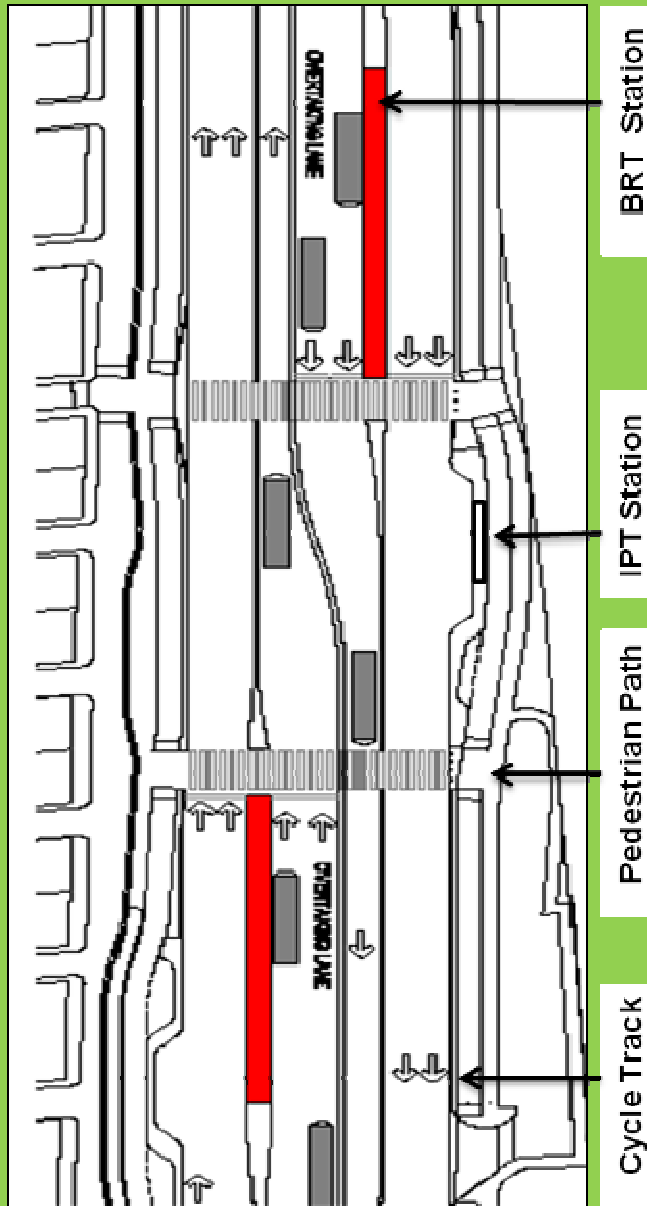 OVERTAKING LANE
BRT Station
IPT Station
OVERTAKING LANE
Pedestrian Path
Cycle Track